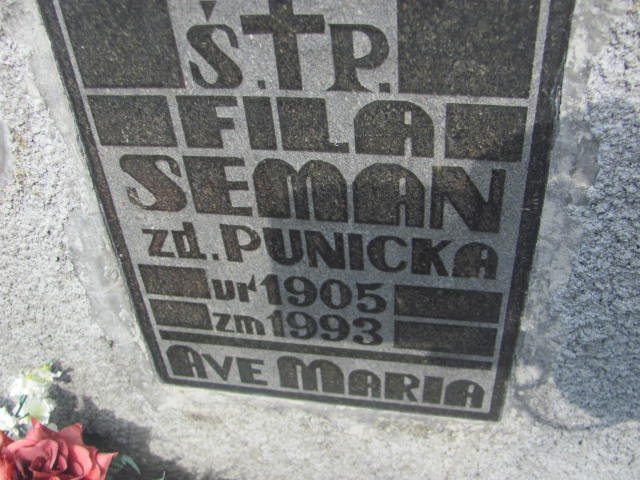 Ś.†P.
FILA
SEMAN
zd. PUNICKA
ur 1905
zm 1993
AVE MARIA